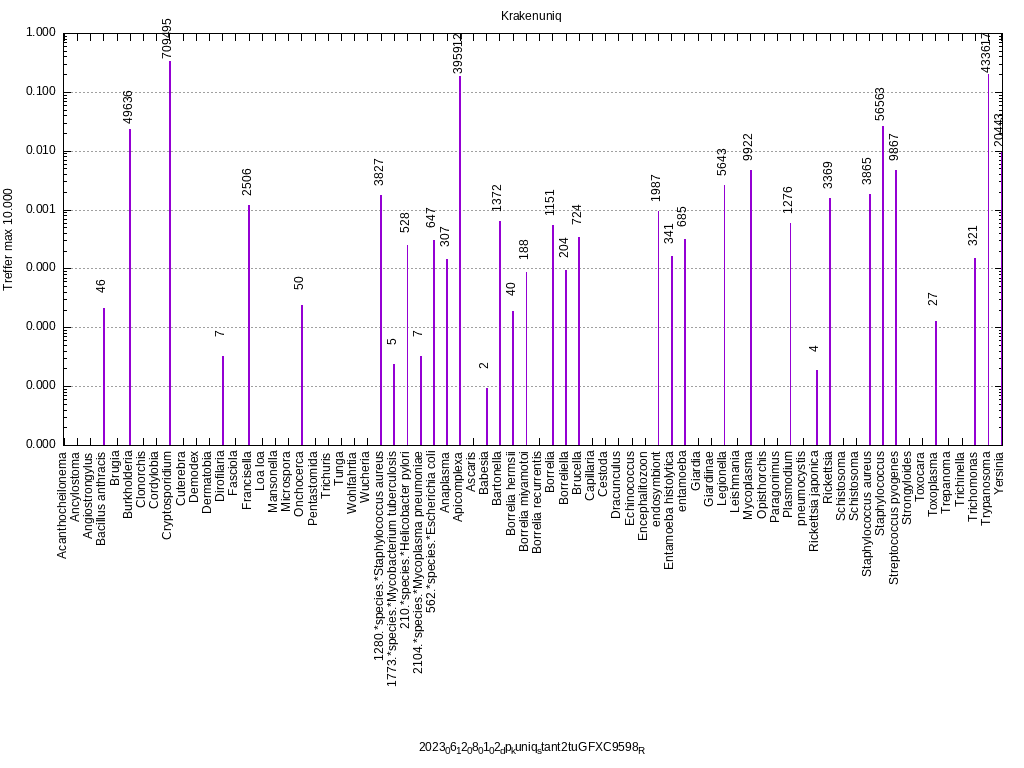 Krakenuniq
Treffer max 10.000
1.000
0.100
0.010
0.001
0.000
0.000
0.000
0.000
46
49636
709495
7
2506
50
3827
5
528
7
647
307
395912
2
1372
40
188
1151
204
724
1987
341
685
5643
9922
1276
4
3369
3865
56563
9867
27
321
433617
20443
Acanthocheilonema
Ancylostoma
Angiostrongylus
Bacillus anthracis
Brugia
Burkholderia
Clonorchis
Cordylobia
Cryptosporidium
Cuterebra
Demodex
Dermatobia
Dirofilaria
Fasciola
Francisella
Loa loa
Mansonella
Microspora
Onchocerca
Pentastomida
Trichuris
Tunga
Wohlfahrtia
Wucheria
1280.*species.*Staphylococcus aureus
1773.*species.*Mycobacterium tuberculosis
210.*species.*Helicobacter pylori
2104.*species.*Mycoplasma pneumoniae
562.*species.*Escherichia coli
Anaplasma
Apicomplexa
Ascaris
Babesia
Bartonella
Borrelia hermsii
Borrelia miyamotoi
Borrelia recurrentis
Borrelia
Borreliella
Brucella
Capillaria
Cestoda
Dracunculus
Echinococcus
Encephalitozoon
endosymbiont
Entamoeba histolytica
entamoeba
Giardia
Giardiinae
Legionella
Leishmania
Mycoplasma
Opisthorchis
Paragonimus
Plasmodium
pneumocystis
Rickettsia japonica
Rickettsia
Schistosoma
Schistosoma
Staphylococcus aureus
Staphylococcus
Streptococcus pyogenes
Strongyloides
Toxocara
Toxoplasma
Trepanoma
Trichinella
Trichomonas
Trypanosoma
Yersinia